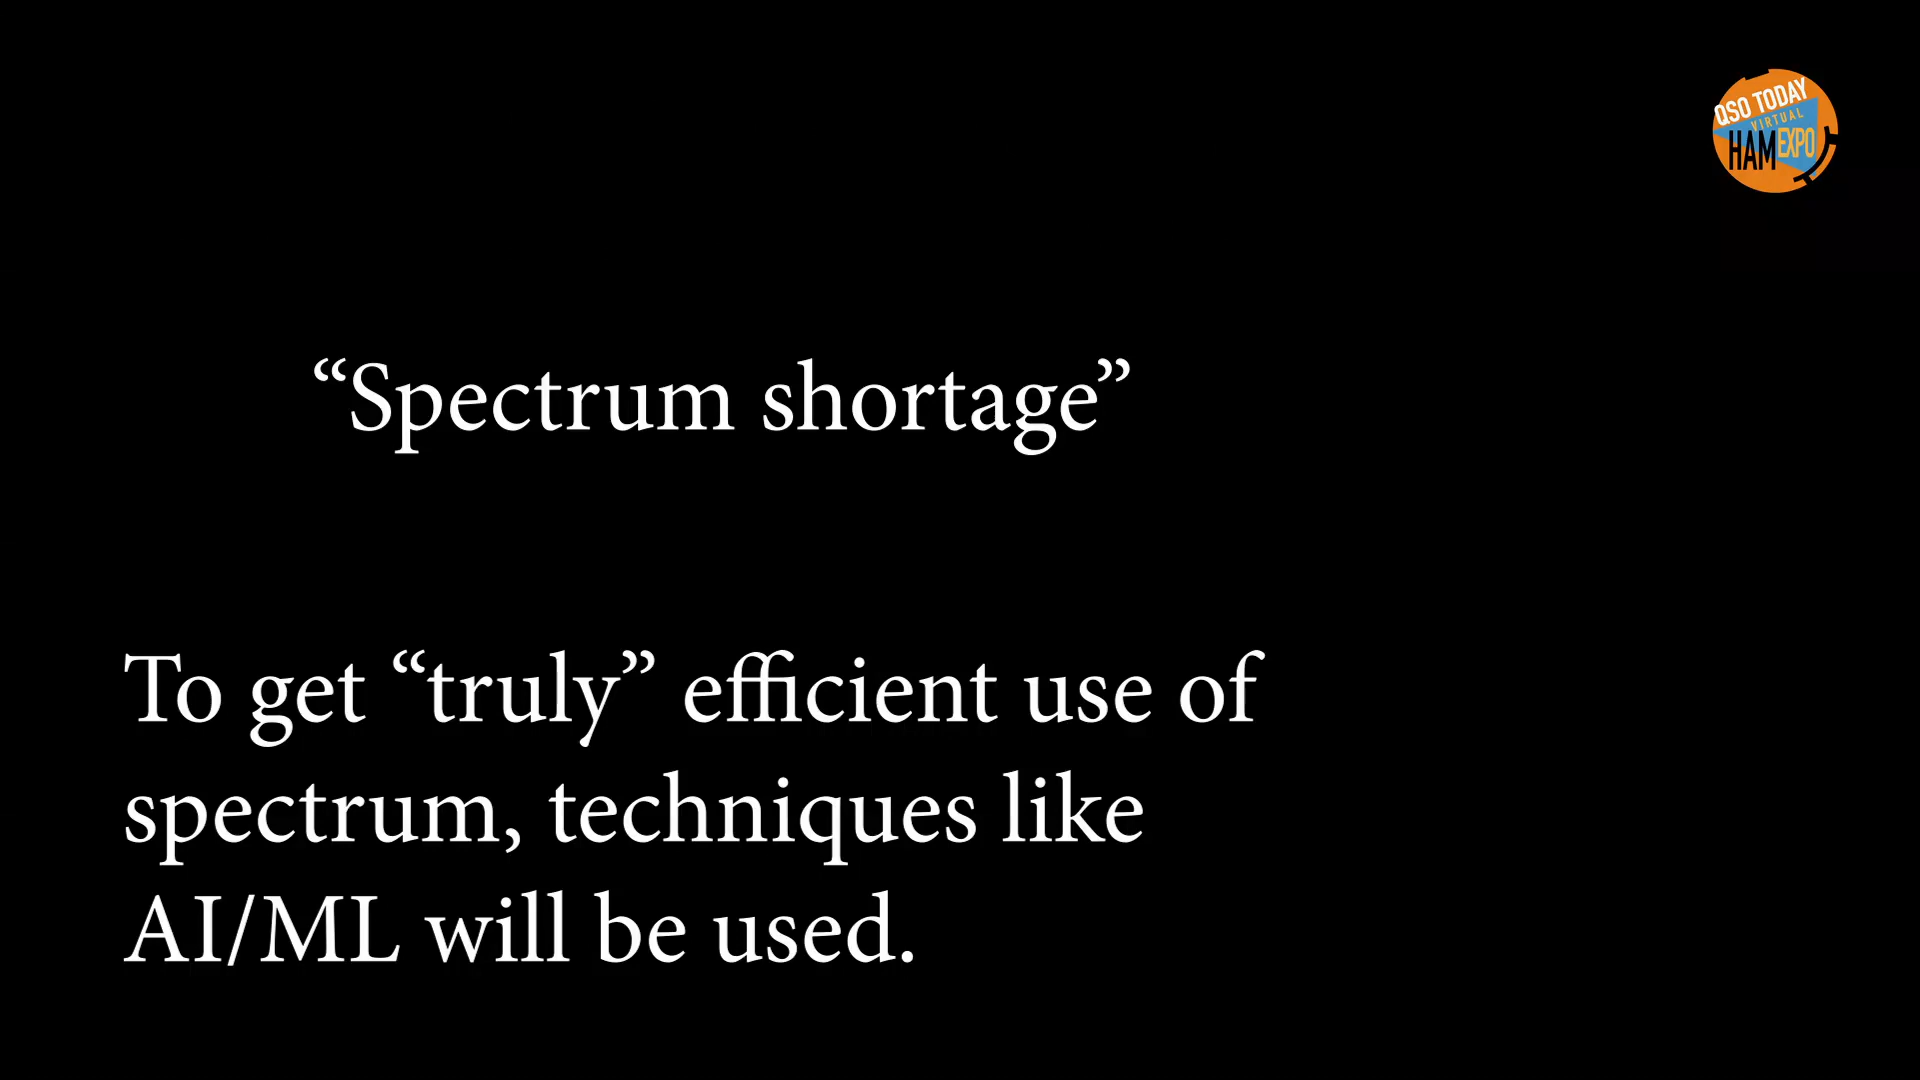 QSO TODAY
VIRTUAL
HAM EXPO
“Spectrum shortage”
To get “truly” efficient use of
spectrum, techniques like
AI/ML will be used.